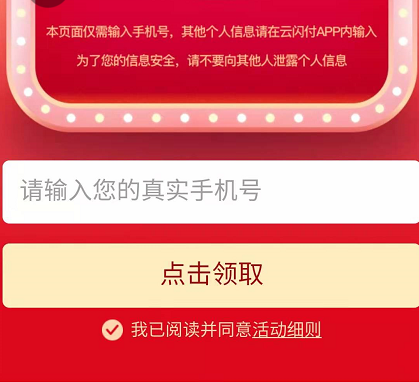 本页面仅需输入手机号，其他个人信息请在云闪付APP内输入
为了您的信息安全，请不要向其他人泄露个人信息
请输入您的真实手机号
点击领取
我已阅读并同意活动细则